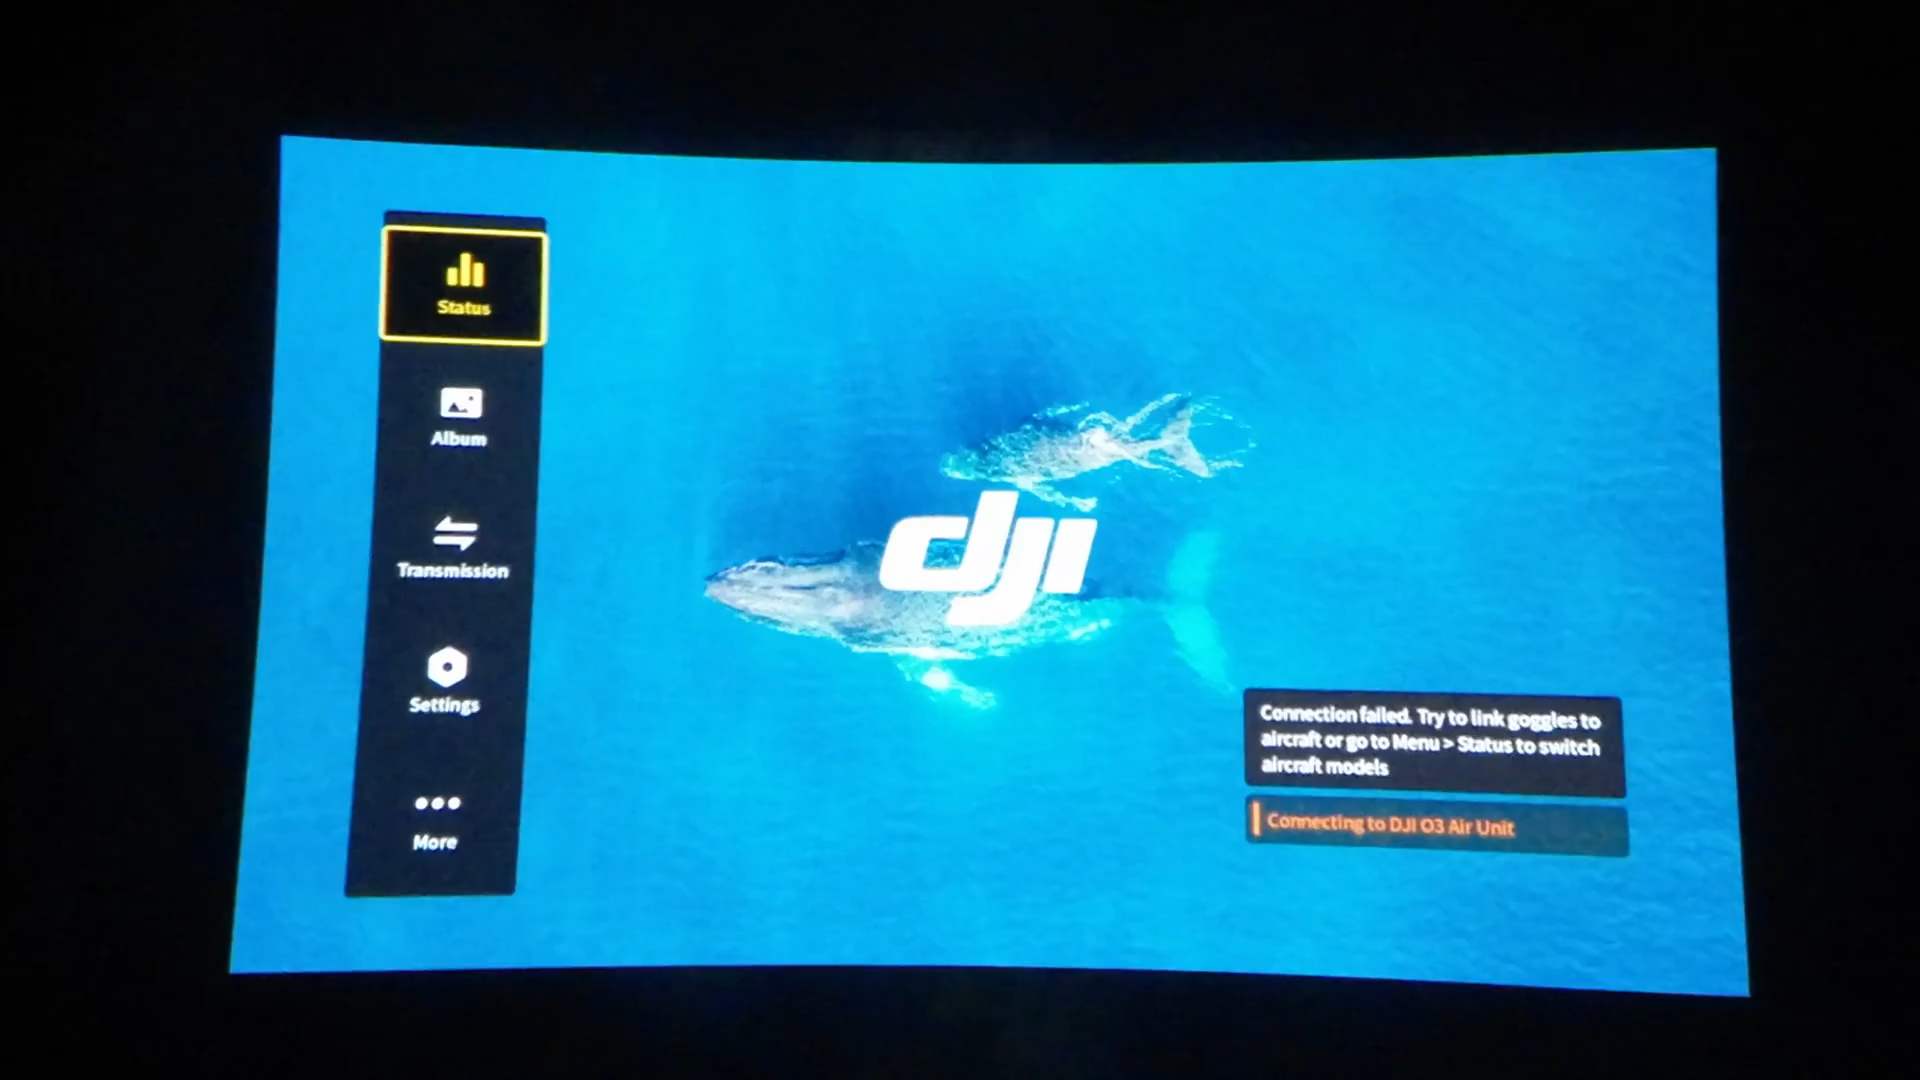 Status
Album
Transmission
Settings
More
dji
Connection failed. Try to link goggles to
aircraft or go to Menu > Status to switch
aircraft models
Connecting to DJI O3 Air Unit